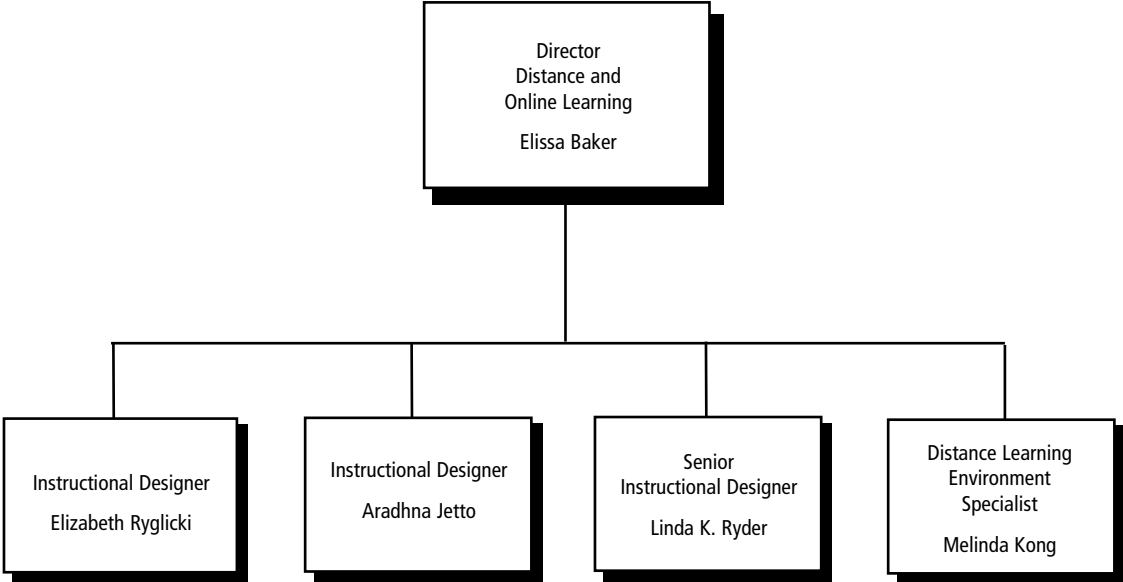 Director
Distance and
Online Learning
Elissa Baker
Instructional Designer
Elizabeth Ryglicki
Instructional Designer
Aradhna Jetto
Senior
Instructional Designer
Linda K. Ryder
Distance Learning
Environment
Specialist
Melinda Kong